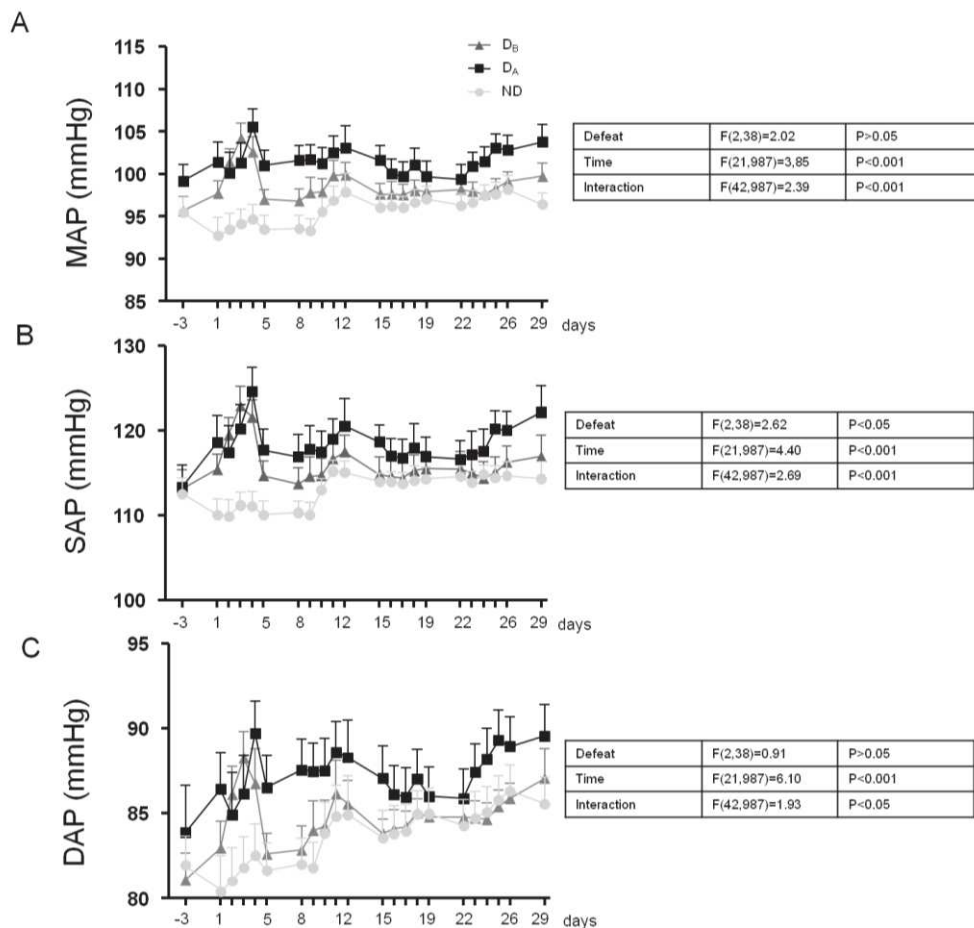 A
MAP (mmHg)
115
110
105
100
95
90
85
D_B
D_A
ND
-3 1 5 8 12 15 19 22 26 29 days
Defeat F(2,38)=2.02 P>0.05
Time F(21,987)=3,85 P<0.001
Interaction F(42,987)=2.39 P<0.001
B
SAP (mmHg)
130
120
110
100
-3 1 5 8 12 15 19 22 26 29 days
Defeat F(2,38)=2.62 P<0.05
Time F(21,987)=4.40 P<0.001
Interaction F(42,987)=2.69 P<0.001
C
DAP (mmHg)
95
90
85
80
-3 1 5 8 12 15 19 22 26 29 days
Defeat F(2,38)=0.91 P>0.05
Time F(21,987)=6.10 P<0.001
Interaction F(42,987)=1.93 P<0.05